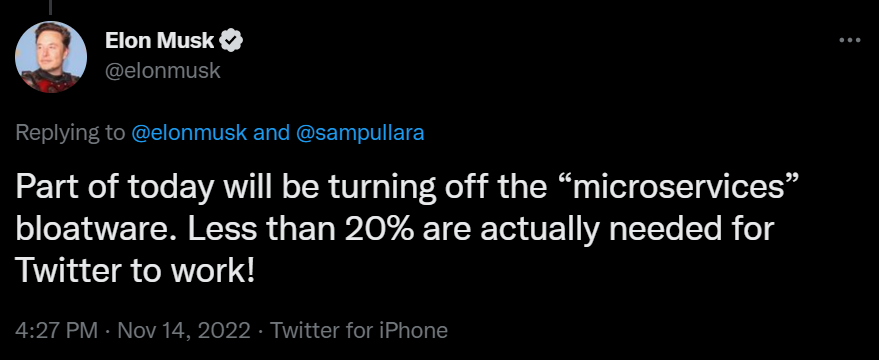 Elon Musk
@elonmusk
Replying to @elonmusk and @sampullara
Part of today will be turning off the “microservices”
bloatware. Less than 20% are actually needed for
Twitter to work!
4:27 PM · Nov 14, 2022 · Twitter for iPhone